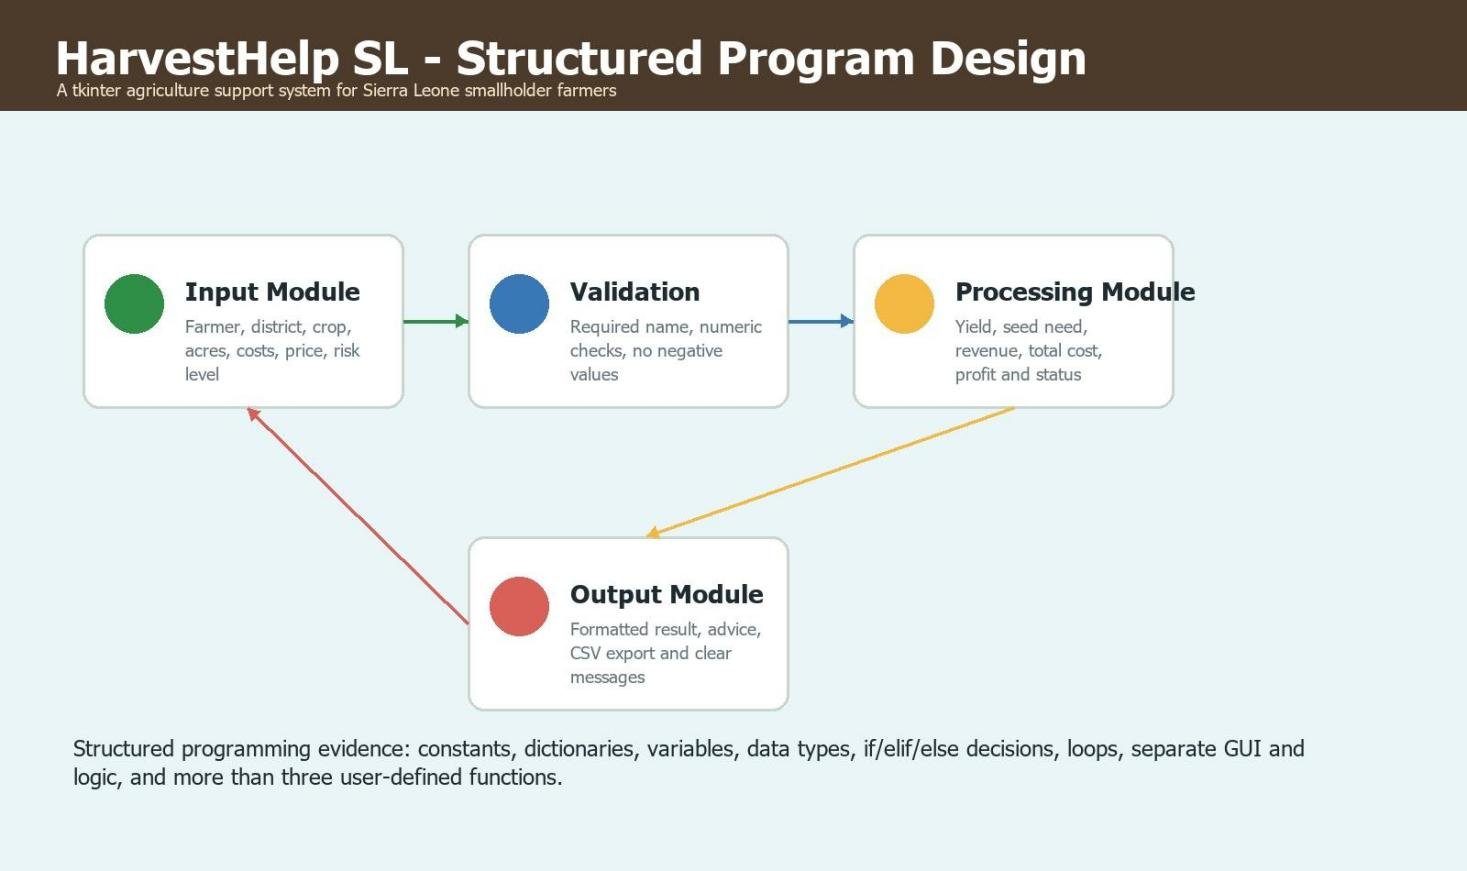 HarvestHelp SL - Structured Program Design
A tkinter agriculture support system for Sierra Leone smallholder farmers
Input Module
Farmer, district, crop,
acres, costs, price, risk
level
Validation
Required name, numeric
checks, no negative
values
Processing Module
Yield, seed need,
revenue, total cost,
profit and status
Output Module
Formatted result, advice,
CSV export and clear
messages
Structured programming evidence: constants, dictionaries, variables, data types, if/elif/else decisions, loops, separate GUI and
logic, and more than three user-defined functions.